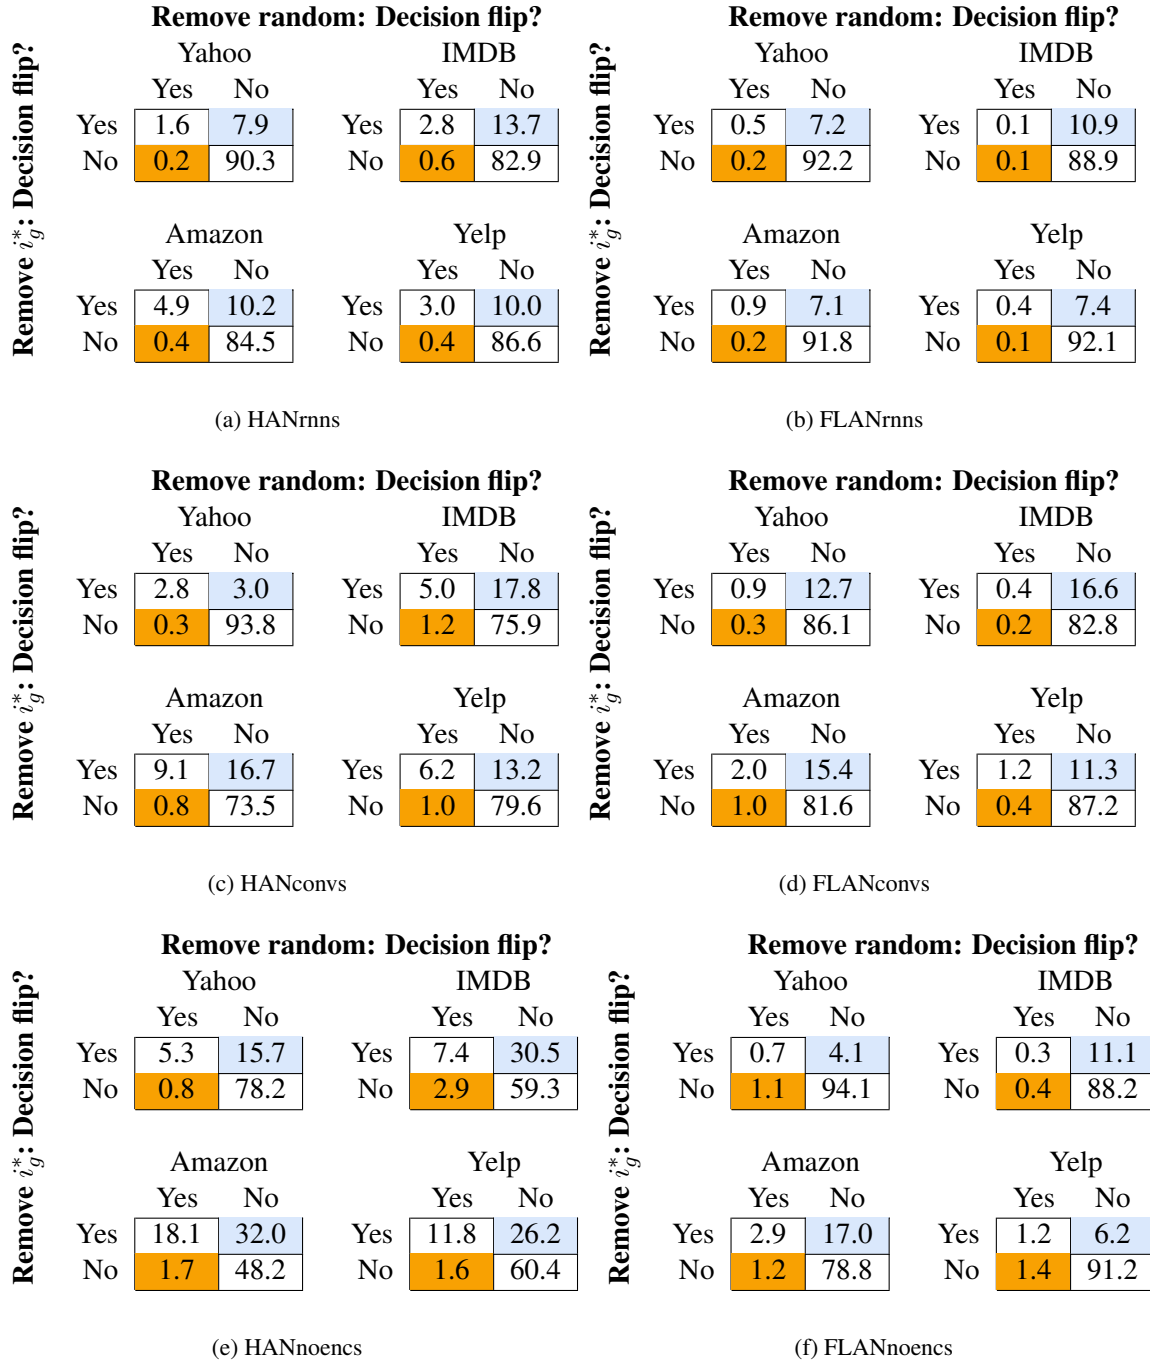 Remove random: Decision flip?
Remove i*g: Decision flip?
Yahoo IMDB
Yes No Yes No
Yes 1.6 7.9 Yes 2.8 13.7
No 0.2 90.3 No 0.6 82.9
Amazon Yelp
Yes No Yes No
Yes 4.9 10.2 Yes 3.0 10.0
No 0.4 84.5 No 0.4 86.6
(a) HANrnns
Remove random: Decision flip?
Remove i*g: Decision flip?
Yahoo IMDB
Yes No Yes No
Yes 0.5 7.2 Yes 0.1 10.9
No 0.2 92.2 No 0.1 88.9
Amazon Yelp
Yes No Yes No
Yes 0.9 7.1 Yes 0.4 7.4
No 0.2 91.8 No 0.1 92.1
(b) FLANrnns
Remove random: Decision flip?
Remove i*g: Decision flip?
Yahoo IMDB
Yes No Yes No
Yes 2.8 3.0 Yes 5.0 17.8
No 0.3 93.8 No 1.2 75.9
Amazon Yelp
Yes No Yes No
Yes 9.1 16.7 Yes 6.2 13.2
No 0.8 73.5 No 1.0 79.6
(c) HANconvs
Remove random: Decision flip?
Remove i*g: Decision flip?
Yahoo IMDB
Yes No Yes No
Yes 0.9 12.7 Yes 0.4 16.6
No 0.3 86.1 No 0.2 82.8
Amazon Yelp
Yes No Yes No
Yes 2.0 15.4 Yes 1.2 11.3
No 1.0 81.6 No 0.4 87.2
(d) FLANconvs
Remove random: Decision flip?
Remove i*g: Decision flip?
Yahoo IMDB
Yes No Yes No
Yes 5.3 15.7 Yes 7.4 30.5
No 0.8 78.2 No 2.9 59.3
Amazon Yelp
Yes No Yes No
Yes 18.1 32.0 Yes 11.8 26.2
No 1.7 48.2 No 1.6 60.4
(e) HANnoencs
Remove random: Decision flip?
Remove i*g: Decision flip?
Yahoo IMDB
Yes No Yes No
Yes 0.7 4.1 Yes 0.3 11.1
No 1.1 94.1 No 0.4 88.2
Amazon Yelp
Yes No Yes No
Yes 2.9 17.0 Yes 1.2 6.2
No 1.2 78.8 No 1.4 91.2
(f) FLANnoencs